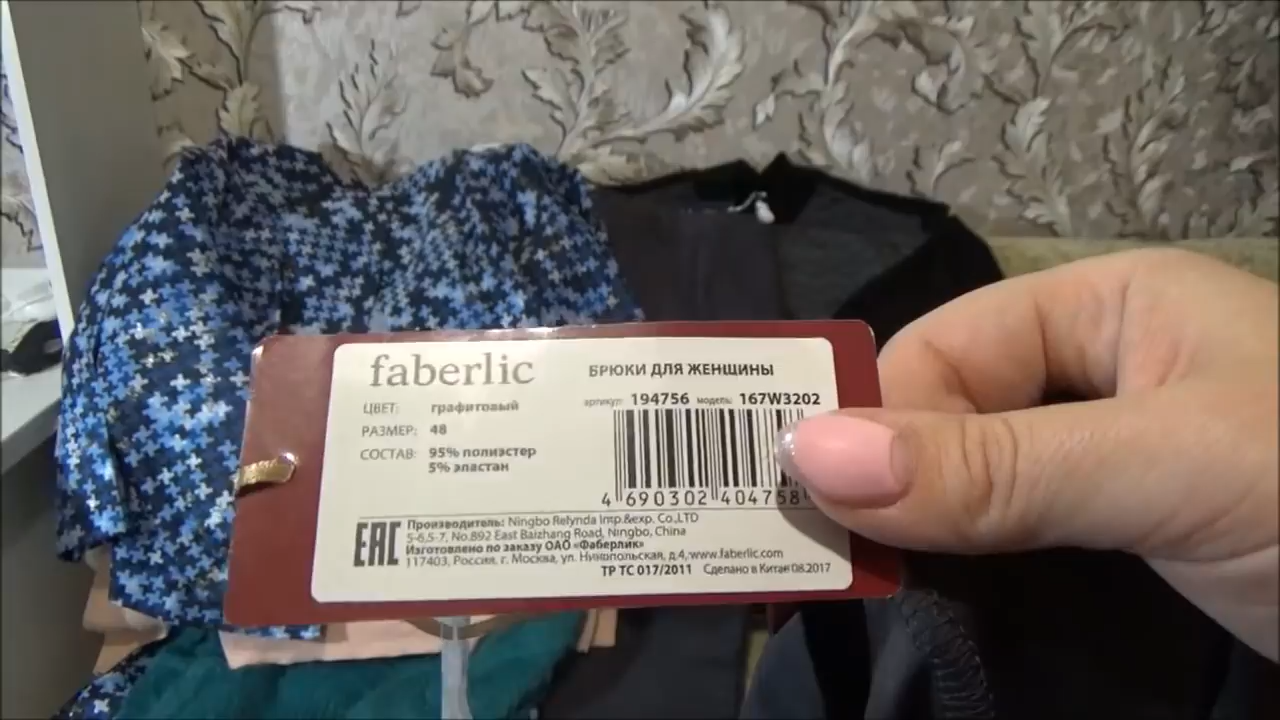 faberlic
БРЮКИ ДЛЯ ЖЕНЩИНЫ
артикул: 194756 модель: 167W3202
ЦВЕТ: графитовый
РАЗМЕР: 48
СОСТАВ: 95% полиэстер
5% эластан
4 690302 404758
EAC
Производитель: Ningbo Relynda Imp.&exp. Co.,LTD
5-6,5-7, No.892 East Baizhang Road, Ningbo, China
Изготовлено по заказу ОАО «Фаберлик»
117403, Россия, г. Москва, ул. Никопольская, д.4, www.faberlic.com
ТР ТС 017/2011 Сделано в Китае 08.2017